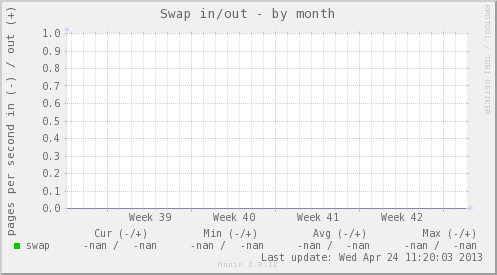 Swap in/out - by month
RRDTOOL / TOBI OETIKER
pages per second in (-) / out (+)
1.0
0.9
0.8
0.7
0.6
0.5
0.4
0.3
0.2
0.1
0.0
Week 39 Week 40 Week 41 Week 42
Cur (-/+) Min (-/+) Avg (-/+) Max (-/+)
swap -nan / -nan -nan / -nan -nan / -nan -nan / -nan
Last update: Wed Apr 24 11:20:03 2013
Munin 2.0.12